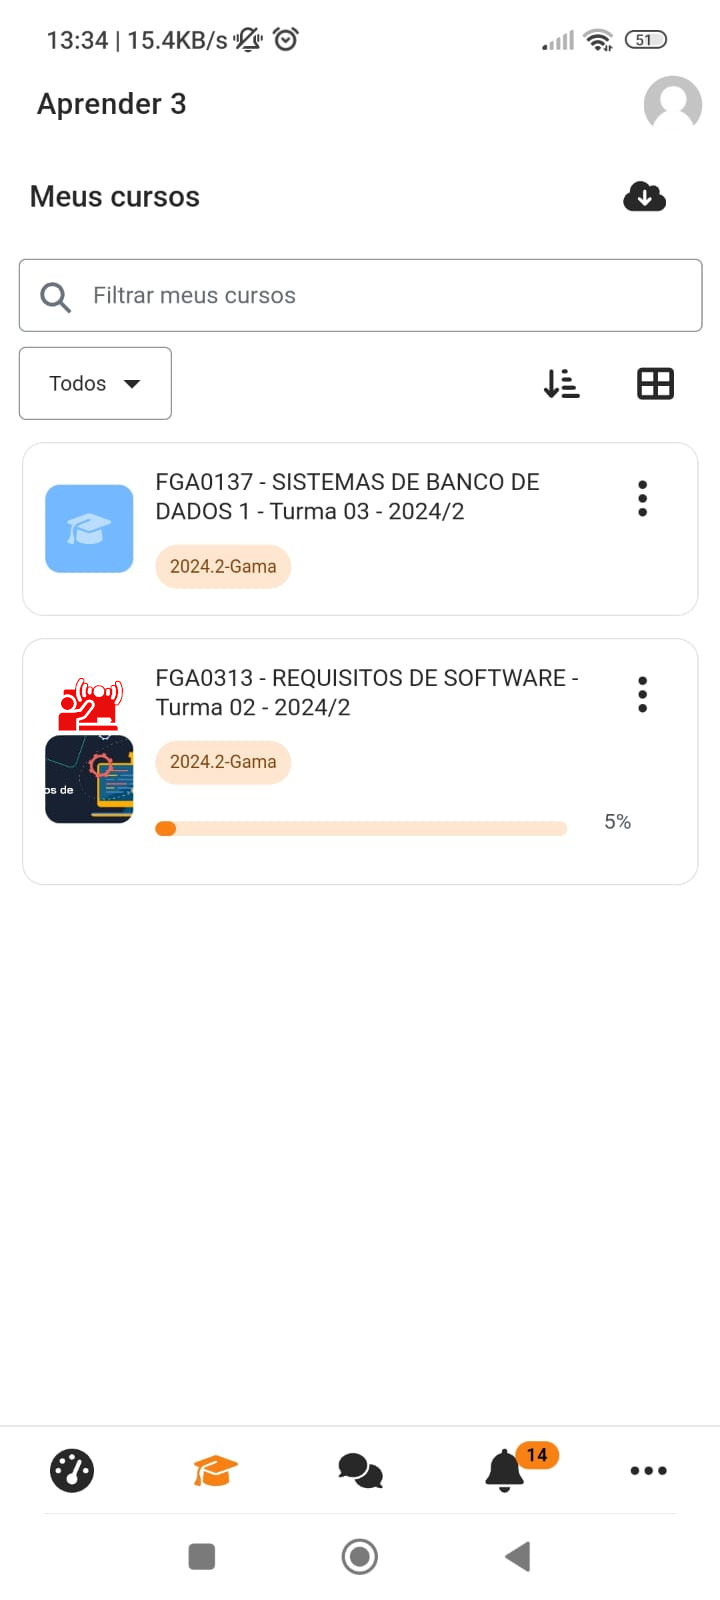 13:34 | 15.4KB/s
51
Aprender 3
Meus cursos
Filtrar meus cursos
Todos
FGA0137 - SISTEMAS DE BANCO DE
DADOS 1 - Turma 03 - 2024/2
2024.2-Gama
FGA0313 - REQUISITOS DE SOFTWARE -
Turma 02 - 2024/2
os de
2024.2-Gama
5%
14